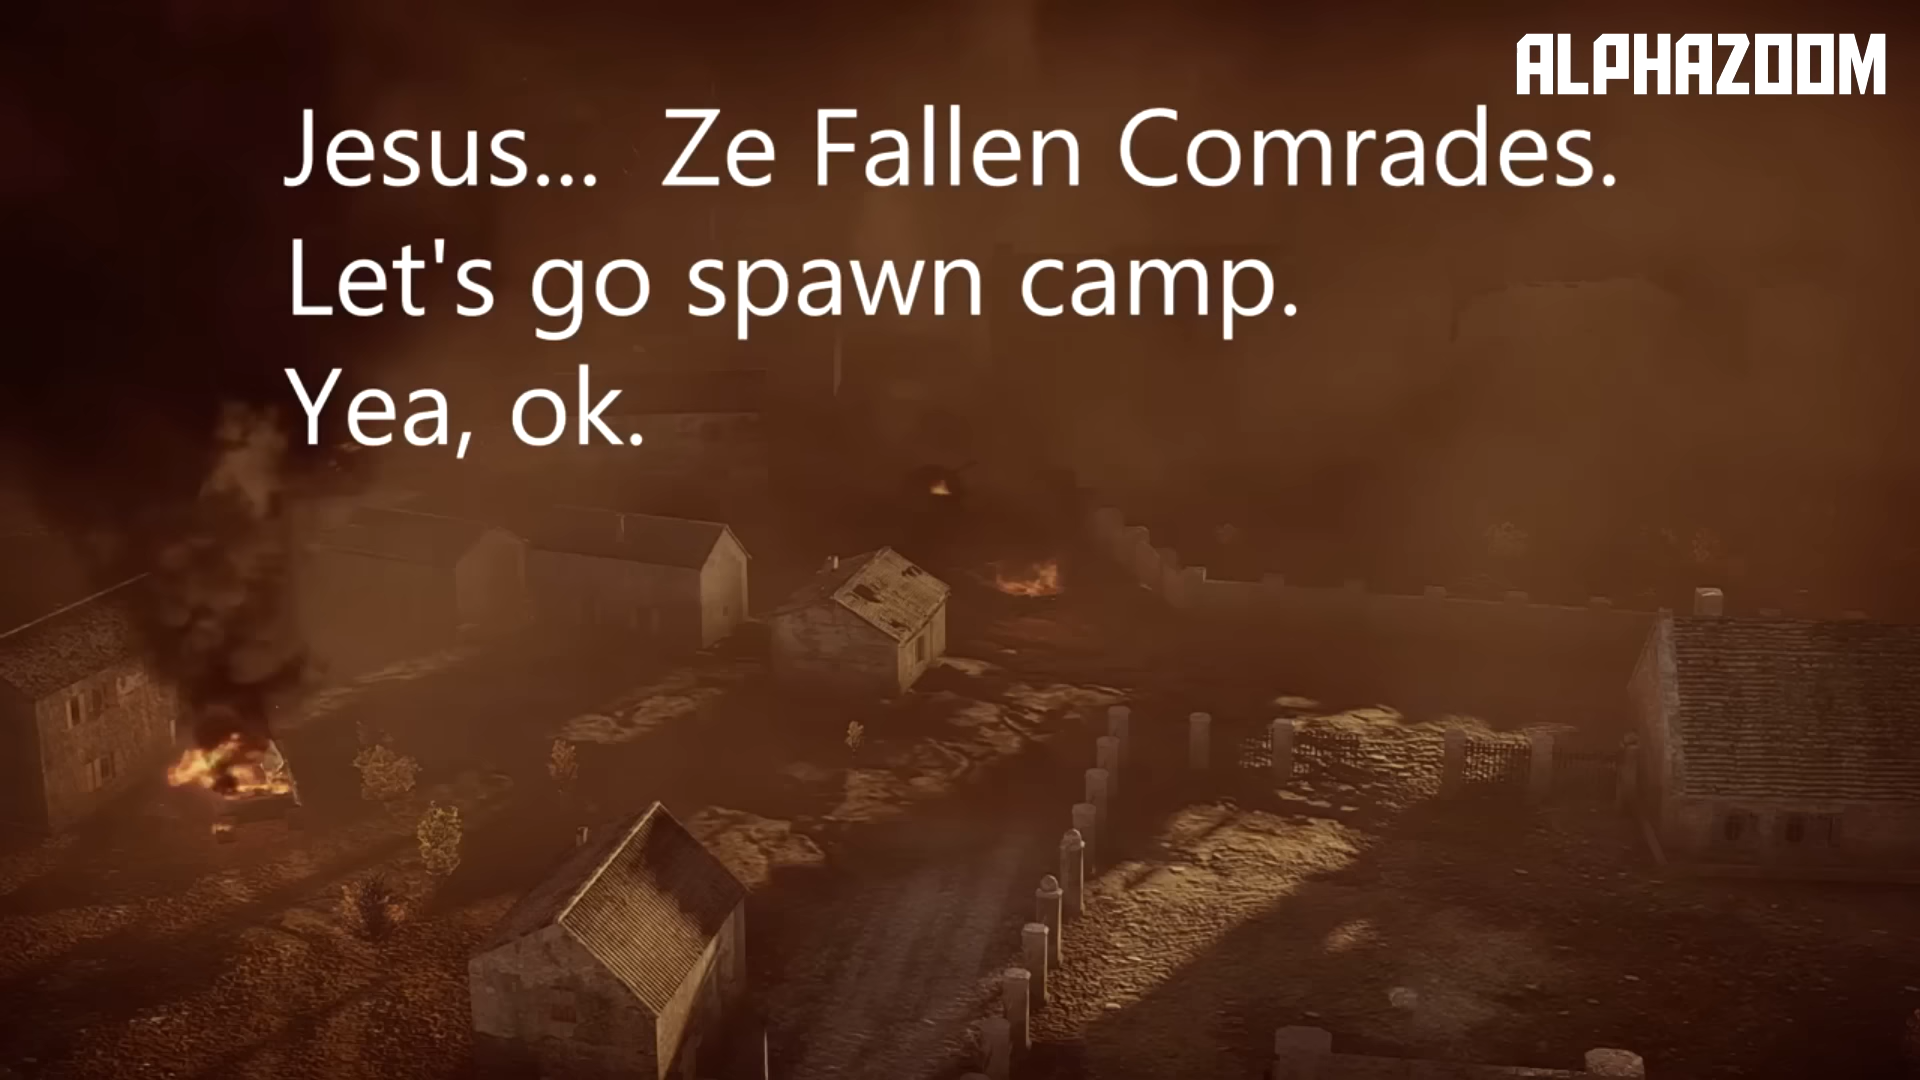 ALPHAZOOM
Jesus...  Ze Fallen Comrades.
Let's go spawn camp.
Yea, ok.